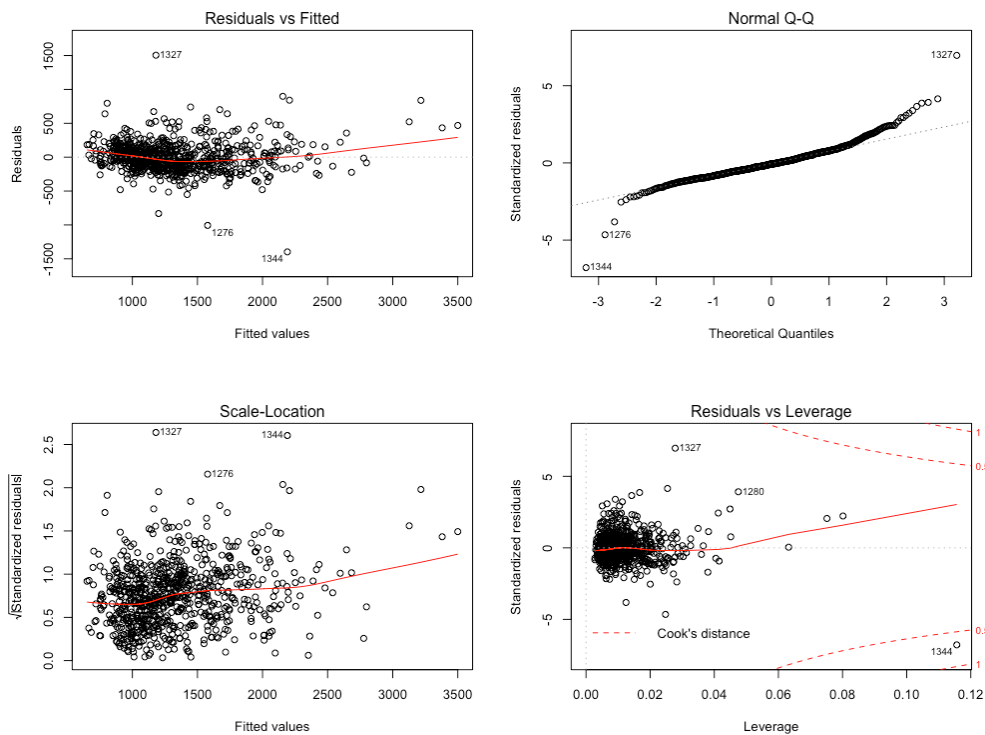 Residuals vs Fitted
Residuals
1500
500
0
-500
-1500
1327
1276
1344
1000 1500 2000 2500 3000 3500
Fitted values
Normal Q-Q
Standardized residuals
5
0
-5
1327
1276
1344
-3 -2 -1 0 1 2 3
Theoretical Quantiles
Scale-Location
√|Standardized residuals|
2.5
2.0
1.5
1.0
0.5
0.0
1327
1344
1276
1000 1500 2000 2500 3000 3500
Fitted values
Residuals vs Leverage
Standardized residuals
5
0
-5
1327
1280
1
Cook's distance
1344
1
0.00 0.02 0.04 0.06 0.08 0.10 0.12
Leverage